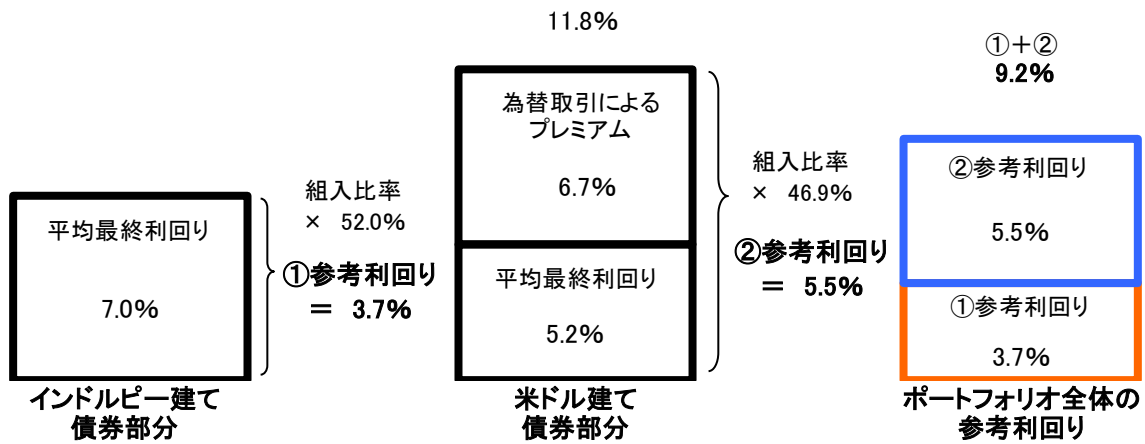 平均最終利回り
7.0%
インドルピー建て
債券部分
組入比率
× 52.0%
①参考利回り
= 3.7%
11.8%
為替取引による
プレミアム
6.7%
平均最終利回り
5.2%
米ドル建て
債券部分
組入比率
× 46.9%
②参考利回り
= 5.5%
①+②
9.2%
②参考利回り
5.5%
①参考利回り
3.7%
ポートフォリオ全体の
参考利回り